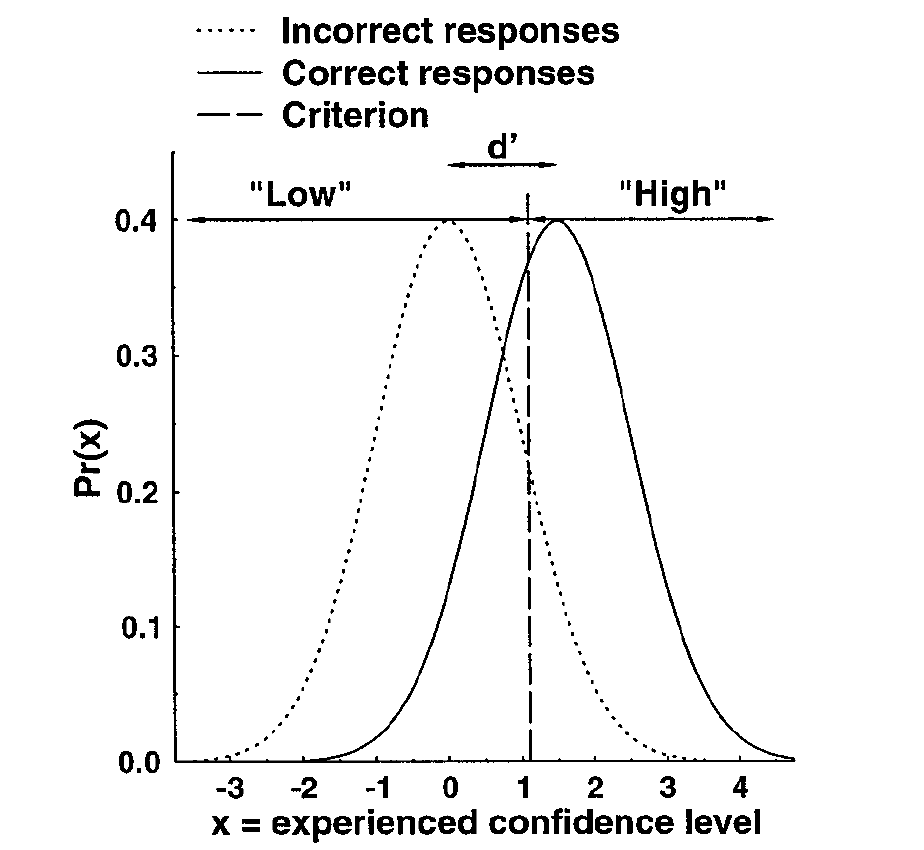 Incorrect responses
Correct responses
Criterion
d'
"Low" "High"
0.4
0.3
0.2
0.1
0.0
Pr(x)
-3 -2 -1 0 1 2 3 4
x = experienced confidence level